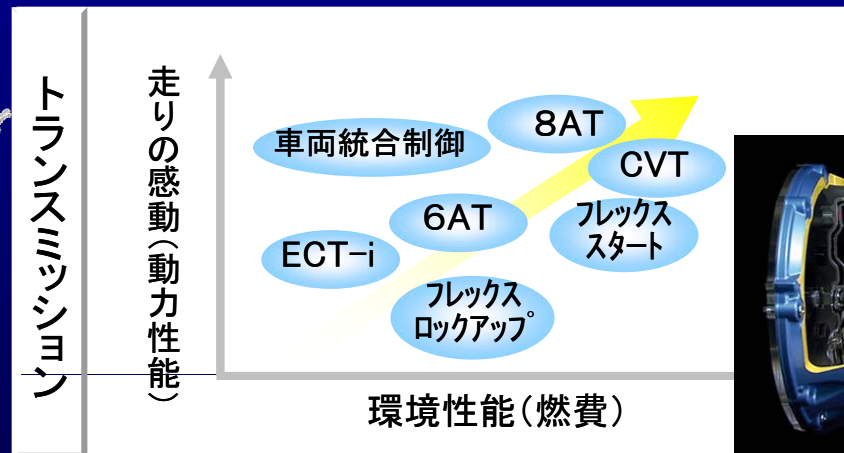 トランスミッション
走りの感動(動力性能)
車両統合制御
8AT
CVT
6AT
フレックス
スタート
ECT-i
フレックス
ロックアップ
環境性能(燃費)